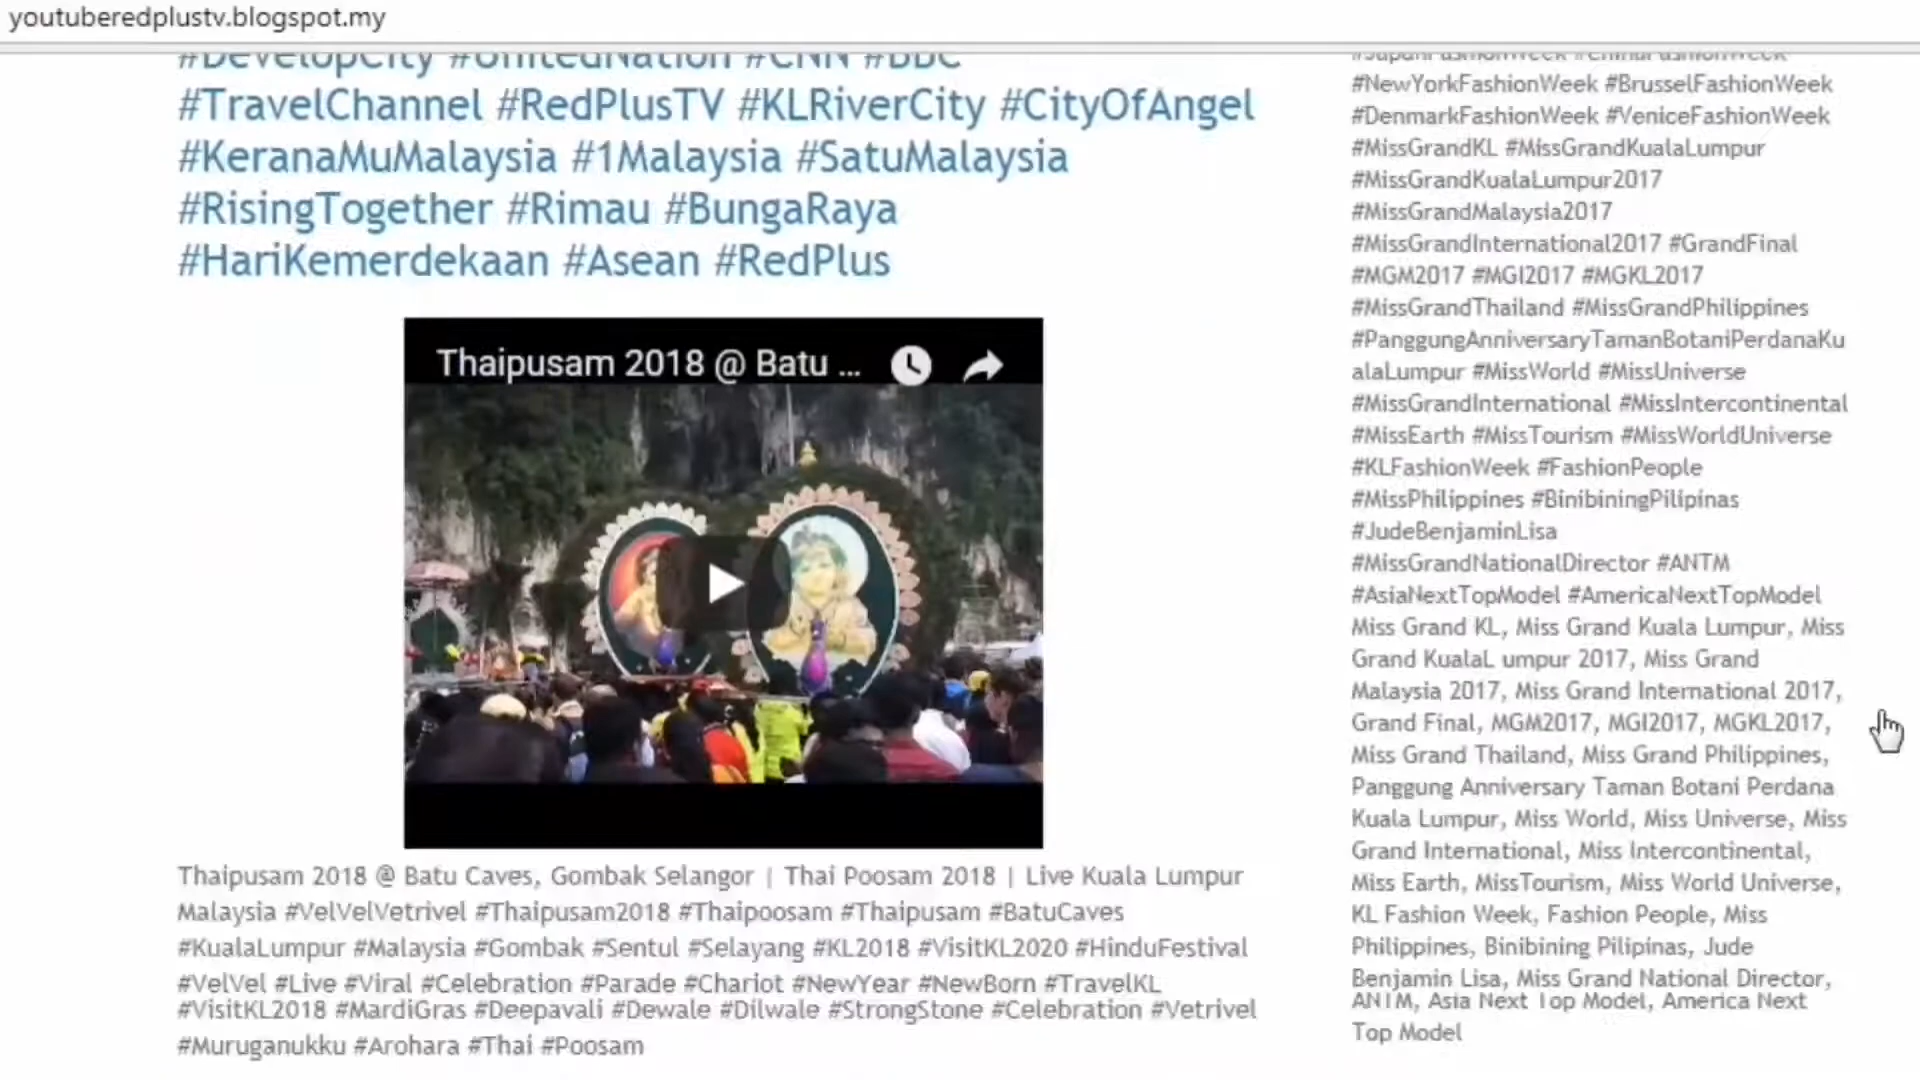 youtuberedplustv.blogspot.my
#DevelopCity #UnitedNation #CNN #BBC
#TravelChannel #RedPlusTV #KLRiverCity #CityOfAngel
#KeranaMuMalaysia #1Malaysia #SatuMalaysia
#RisingTogether #Rimau #BungaRaya
#HariKemerdekaan #Asean #RedPlus
Thaipusam 2018 @ Batu ...
Thaipusam 2018 @ Batu Caves, Gombak Selangor | Thai Poosam 2018 | Live Kuala Lumpur
Malaysia #VelVelVetrivel #Thaipusam2018 #Thaipoosam #Thaipusam #BatuCaves
#KualaLumpur #Malaysia #Gombak #Sentul #Selayang #KL2018 #VisitKL2020 #HinduFestival
#VelVel #Live #Viral #Celebration #Parade #Chariot #NewYear #NewBorn #TravelKL
#VisitKL2018 #MardiGras #Deepavali #Dewale #Dilwale #StrongStone #Celebration #Vetrivel
#Muruganukku #Arohara #Thai #Poosam
#JapanFashionWeek #ChinaFashionWeek
#NewYorkFashionWeek #BrusselFashionWeek
#DenmarkFashionWeek #VeniceFashionWeek
#MissGrandKL #MissGrandKualaLumpur
#MissGrandKualaLumpur2017
#MissGrandMalaysia2017
#MissGrandInternational2017 #GrandFinal
#MGM2017 #MGI2017 #MGKL2017
#MissGrandThailand #MissGrandPhilippines
#PanggungAnniversaryTamanBotaniPerdanaKu
alaLumpur #MissWorld #MissUniverse
#MissGrandInternational #MissIntercontinental
#MissEarth #MissTourism #MissWorldUniverse
#KLFashionWeek #FashionPeople
#MissPhilippines #BinibiningPilipinas
#JudeBenjaminLisa
#MissGrandNationalDirector #ANTM
#AsiaNextTopModel #AmericaNextTopModel
Miss Grand KL, Miss Grand Kuala Lumpur, Miss
Grand KualaL umpur 2017, Miss Grand
Malaysia 2017, Miss Grand International 2017,
Grand Final, MGM2017, MGI2017, MGKL2017,
Miss Grand Thailand, Miss Grand Philippines,
Panggung Anniversary Taman Botani Perdana
Kuala Lumpur, Miss World, Miss Universe, Miss
Grand International, Miss Intercontinental,
Miss Earth, MissTourism, Miss World Universe,
KL Fashion Week, Fashion People, Miss
Philippines, Binibining Pilipinas, Jude
Benjamin Lisa, Miss Grand National Director,
ANTM, Asia Next Top Model, America Next
Top Model